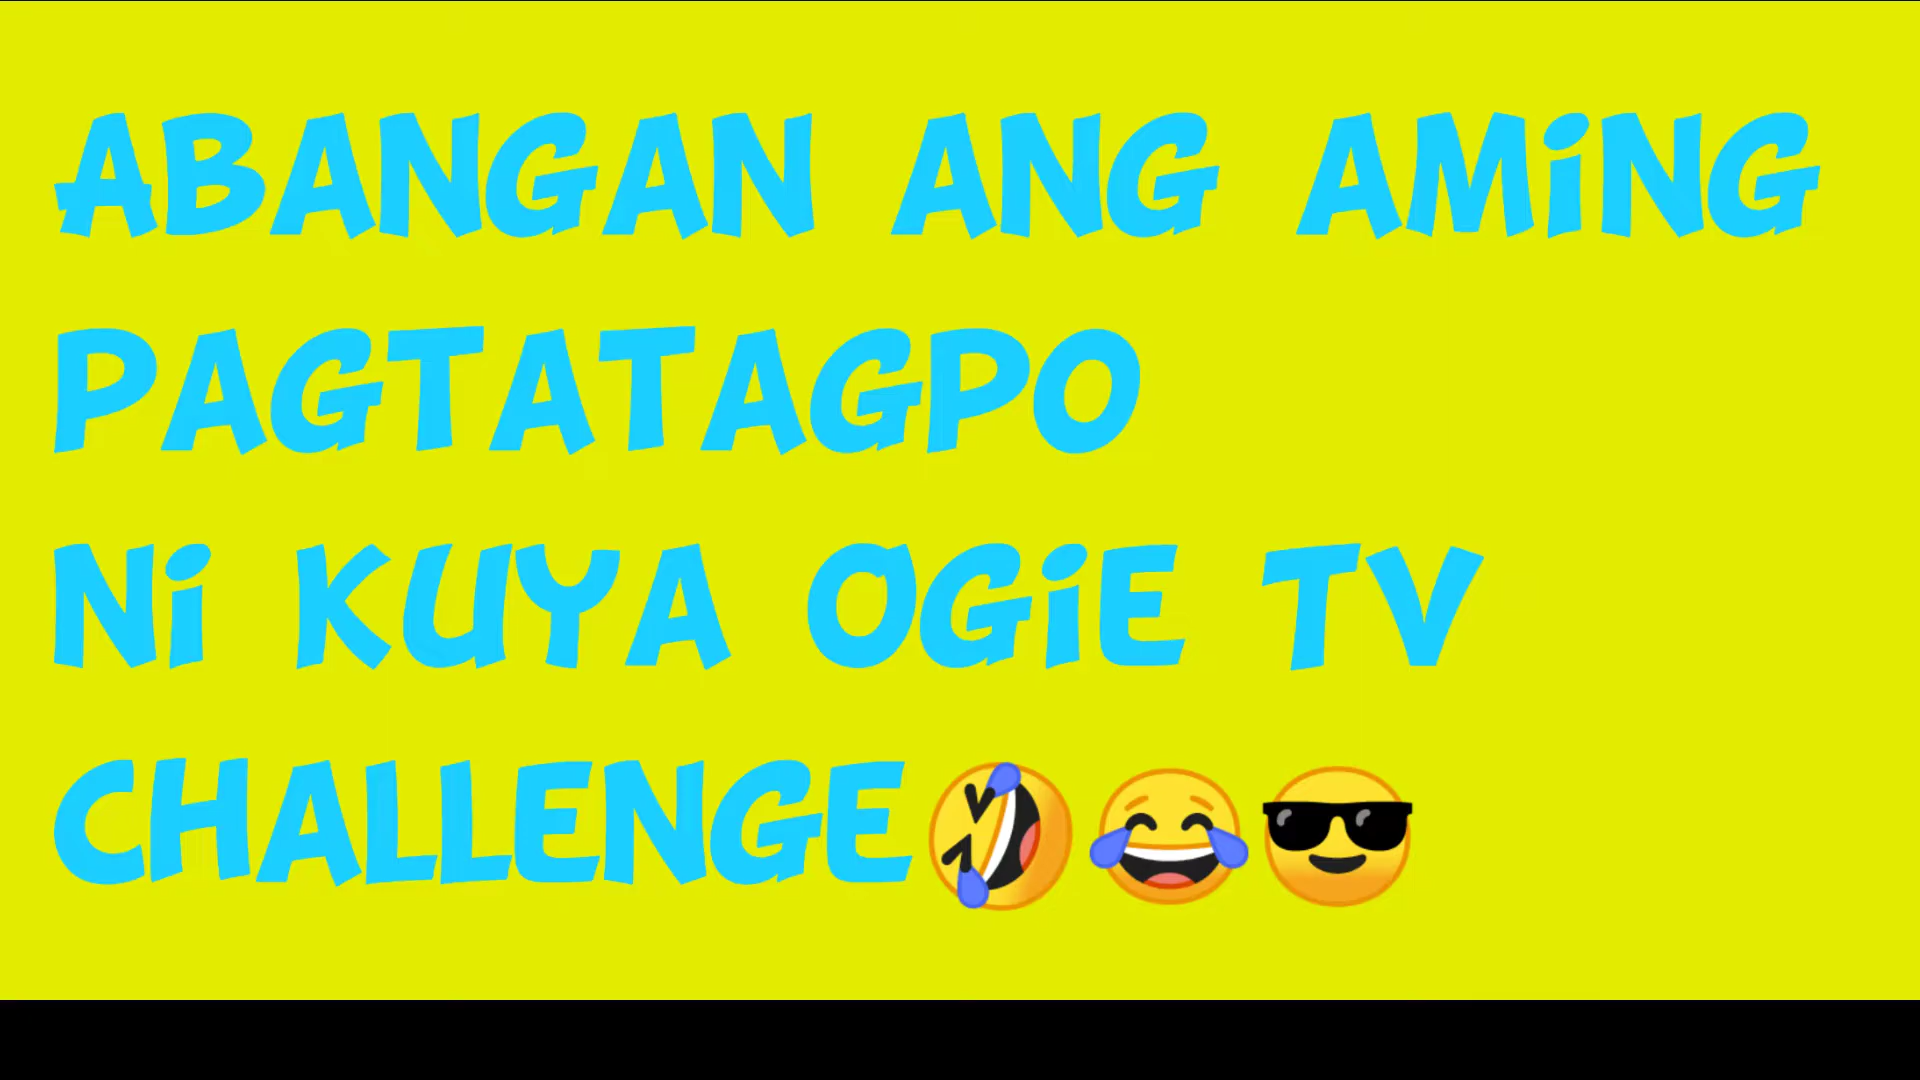 ABANGAN ANG AMiNG
PAGTATAGPO
Ni KUYA OGiE TV
CHALLENGE🤣😂😎